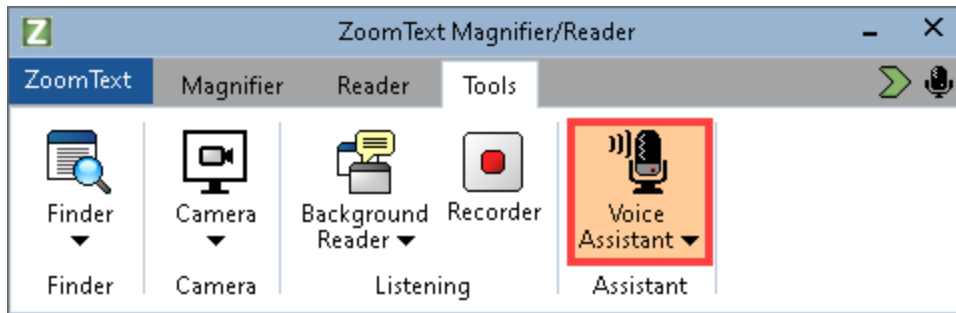 Z ZoomText Magnifier/Reader
ZoomText Magnifier Reader Tools
Finder Camera Background Reader Recorder Voice Assistant
Finder Camera Listening Assistant